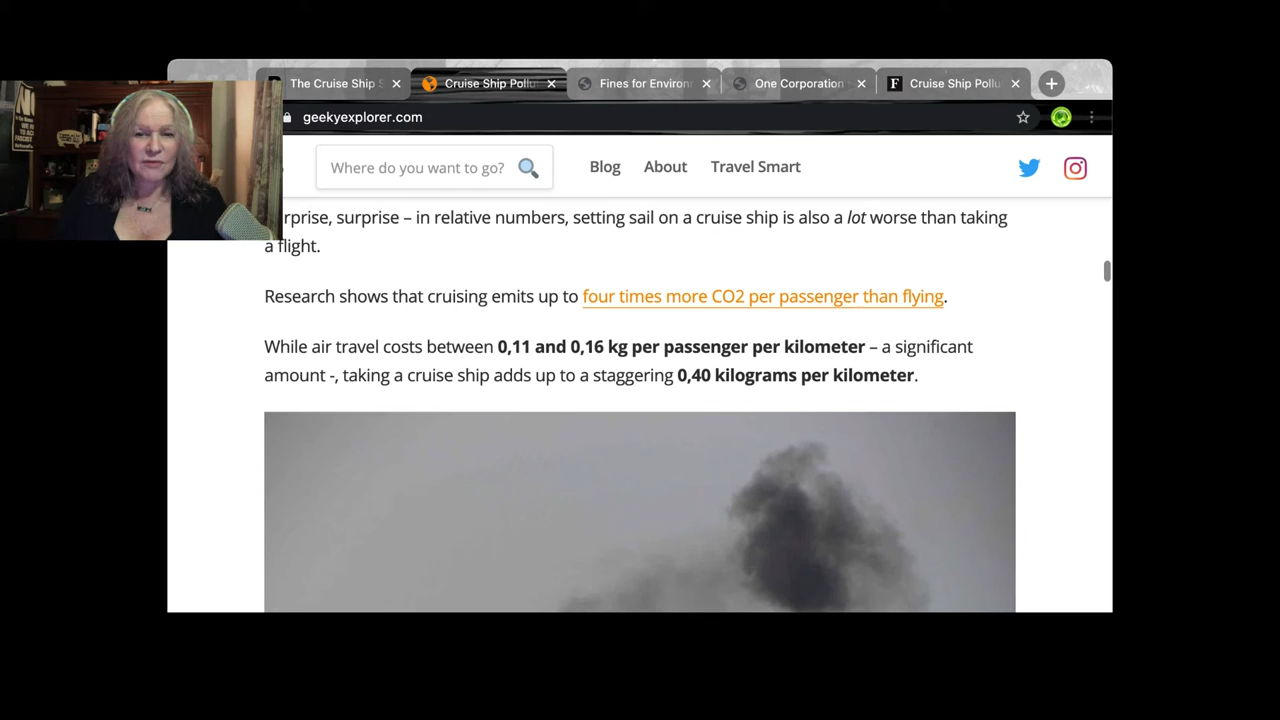 The Cruise Ship
Cruise Ship Pollu
Fines for Environ
One Corporation
F Cruise Ship Pollu
geekyexplorer.com
Where do you want to go?
Blog About Travel Smart
surprise – in relative numbers, setting sail on a cruise ship is also a lot worse than taking
a flight.
Research shows that cruising emits up to four times more CO2 per passenger than flying.
While air travel costs between 0,11 and 0,16 kg per passenger per kilometer – a significant
amount -, taking a cruise ship adds up to a staggering 0,40 kilograms per kilometer.